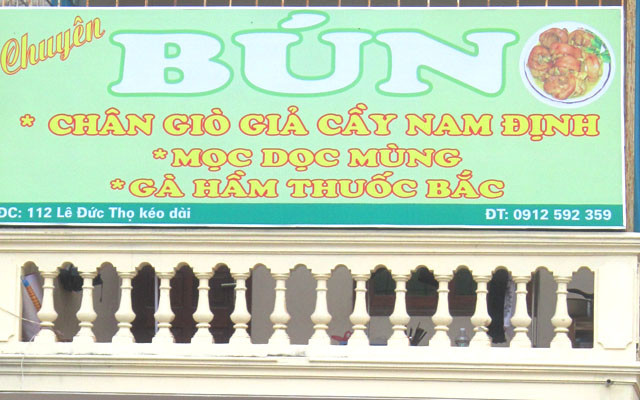 Chuyên
BÚN
* CHÂN GIÒ GIẢ CẦY NAM ĐỊNH
* MỌC DỌC MÙNG
* GÀ HẦM THUỐC BẮC
ĐC: 112 Lê Đức Thọ kéo dài
ĐT: 0912 592 359